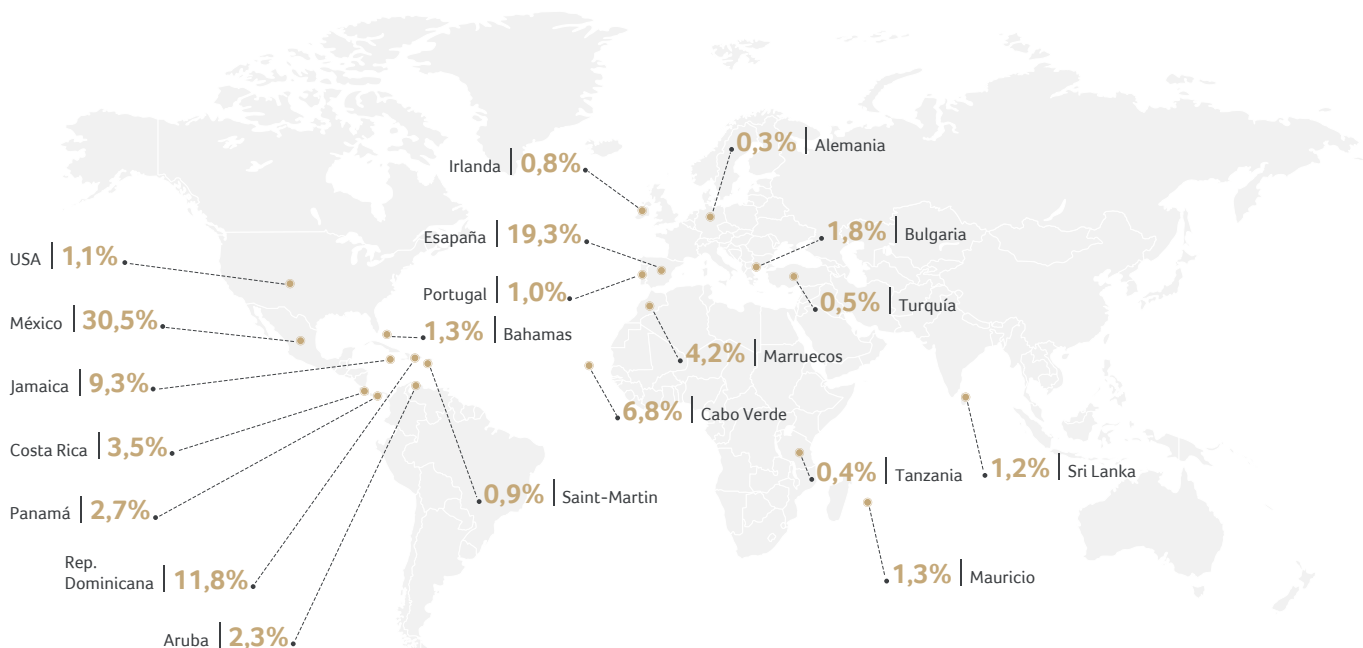 0,3% | Alemania
Irlanda | 0,8%
Esapaña | 19,3%
1,8% | Bulgaria
USA | 1,1%
Portugal | 1,0%
0,5% | Turquía
México | 30,5%
1,3% | Bahamas
4,2% | Marruecos
Jamaica | 9,3%
6,8% | Cabo Verde
Costa Rica | 3,5%
0,4% | Tanzania
1,2% | Sri Lanka
0,9% | Saint-Martin
Panamá | 2,7%
Rep.
Dominicana | 11,8%
1,3% | Mauricio
Aruba | 2,3%